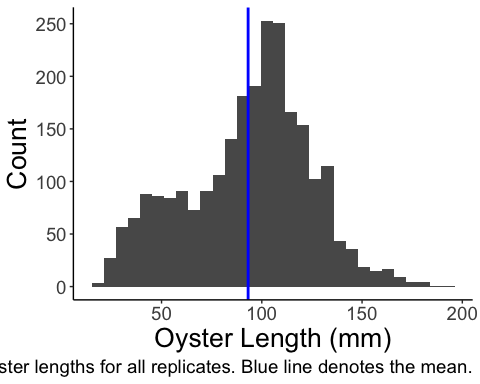 250
200
150
100
50
0
Count
50 100 150 200
Oyster Length (mm)
ster lengths for all replicates. Blue line denotes the mean.